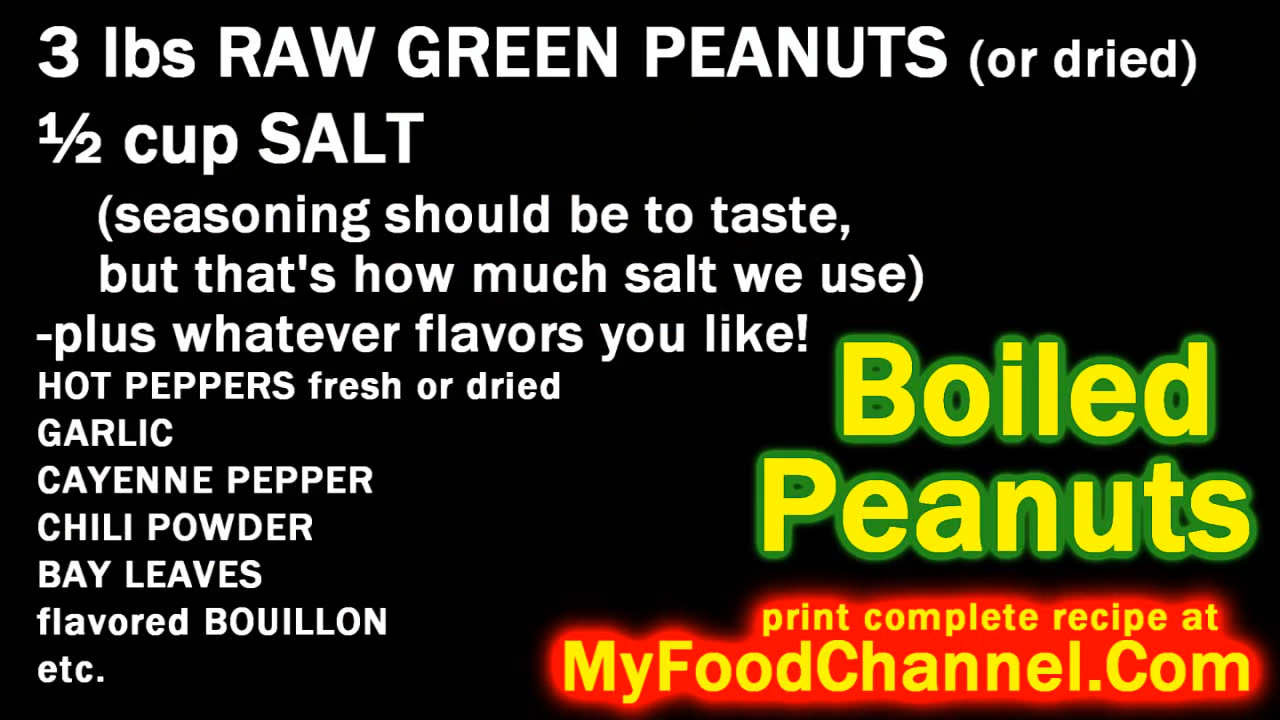 3 lbs RAW GREEN PEANUTS (or dried)
½ cup SALT
(seasoning should be to taste,
but that's how much salt we use)
-plus whatever flavors you like!
HOT PEPPERS fresh or dried
GARLIC
CAYENNE PEPPER
CHILI POWDER
BAY LEAVES
flavored BOUILLON
etc.
Boiled
Peanuts
print complete recipe at
MyFoodChannel.Com